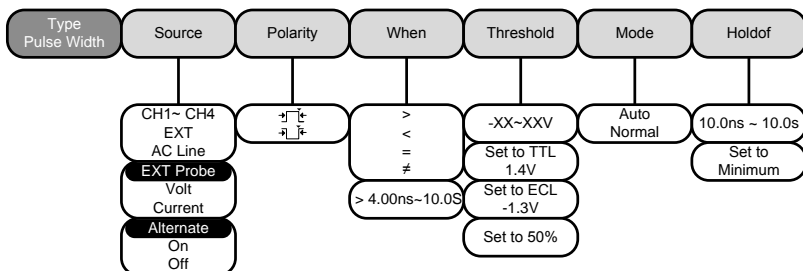 Type
Pulse Width
Source
Polarity
When
Threshold
Mode
Holdof
CH1~ CH4
EXT
AC Line
EXT Probe
Volt
Current
Alternate
On
Off
>
<
=
≠
> 4.00ns~10.0S
-XX~XXV
Set to TTL
1.4V
Set to ECL
-1.3V
Set to 50%
Auto
Normal
10.0ns ~ 10.0s
Set to
Minimum